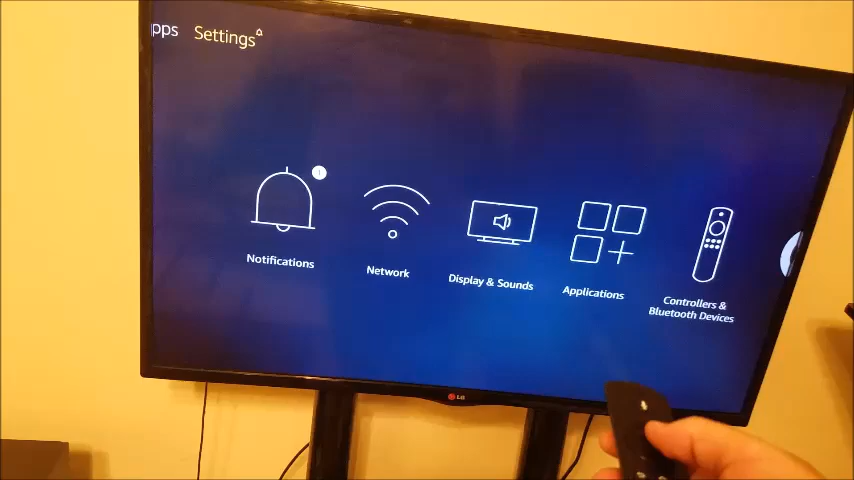 pps Settings
Notifications
Network
Display & Sounds
Applications
Controllers &
Bluetooth Devices
LG